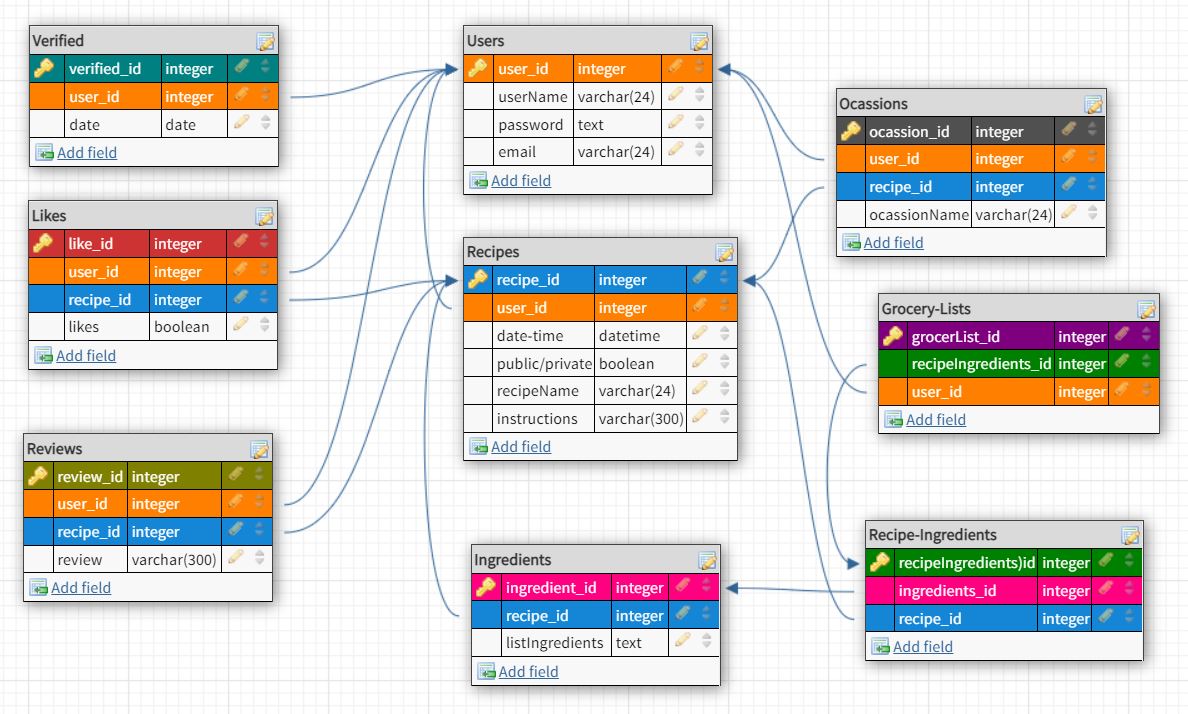 Verified
verified_id integer
user_id integer
date date
Add field
Likes
like_id integer
user_id integer
recipe_id integer
likes boolean
Add field
Reviews
review_id integer
user_id integer
recipe_id integer
review varchar(300)
Add field
Users
user_id integer
userName varchar(24)
password text
email varchar(24)
Add field
Recipes
recipe_id integer
user_id integer
date-time datetime
public/private boolean
recipeName varchar(24)
instructions varchar(300)
Add field
Ingredients
ingredient_id integer
recipe_id integer
listIngredients text
Add field
Ocassions
ocassion_id integer
user_id integer
recipe_id integer
ocassionName varchar(24)
Add field
Grocery-Lists
grocerList_id integer
recipeIngredients_id integer
user_id integer
Add field
Recipe-Ingredients
recipeIngredients)id integer
ingredients_id integer
recipe_id integer
Add field